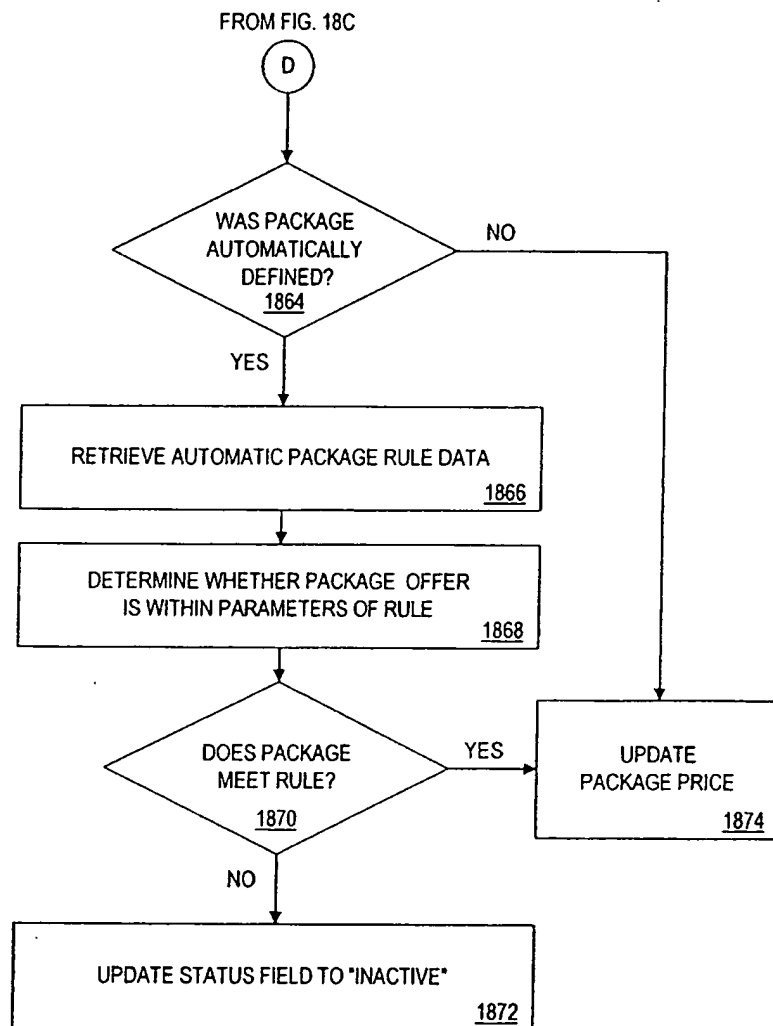 FROM FIG. 18C
D
WAS PACKAGE
AUTOMATICALLY
DEFINED?
1864
NO
YES
RETRIEVE AUTOMATIC PACKAGE RULE DATA
1866
DETERMINE WHETHER PACKAGE OFFER
IS WITHIN PARAMETERS OF RULE
1868
DOES PACKAGE
MEET RULE?
1870
YES
UPDATE
PACKAGE PRICE
1874
NO
UPDATE STATUS FIELD TO "INACTIVE"
1872